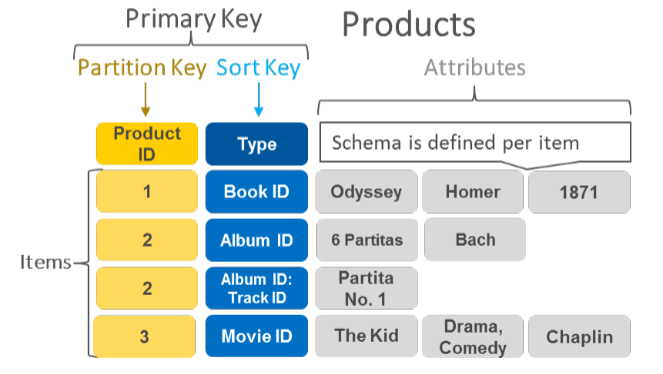 Primary Key
Products
Partition Key Sort Key
Attributes
Product
ID
Type
Schema is defined per item
Items
1
Book ID
Odyssey
Homer
1871
2
Album ID
6 Partitas
Bach
2
Album ID:
Track ID
Partita
No. 1
3
Movie ID
The Kid
Drama,
Comedy
Chaplin